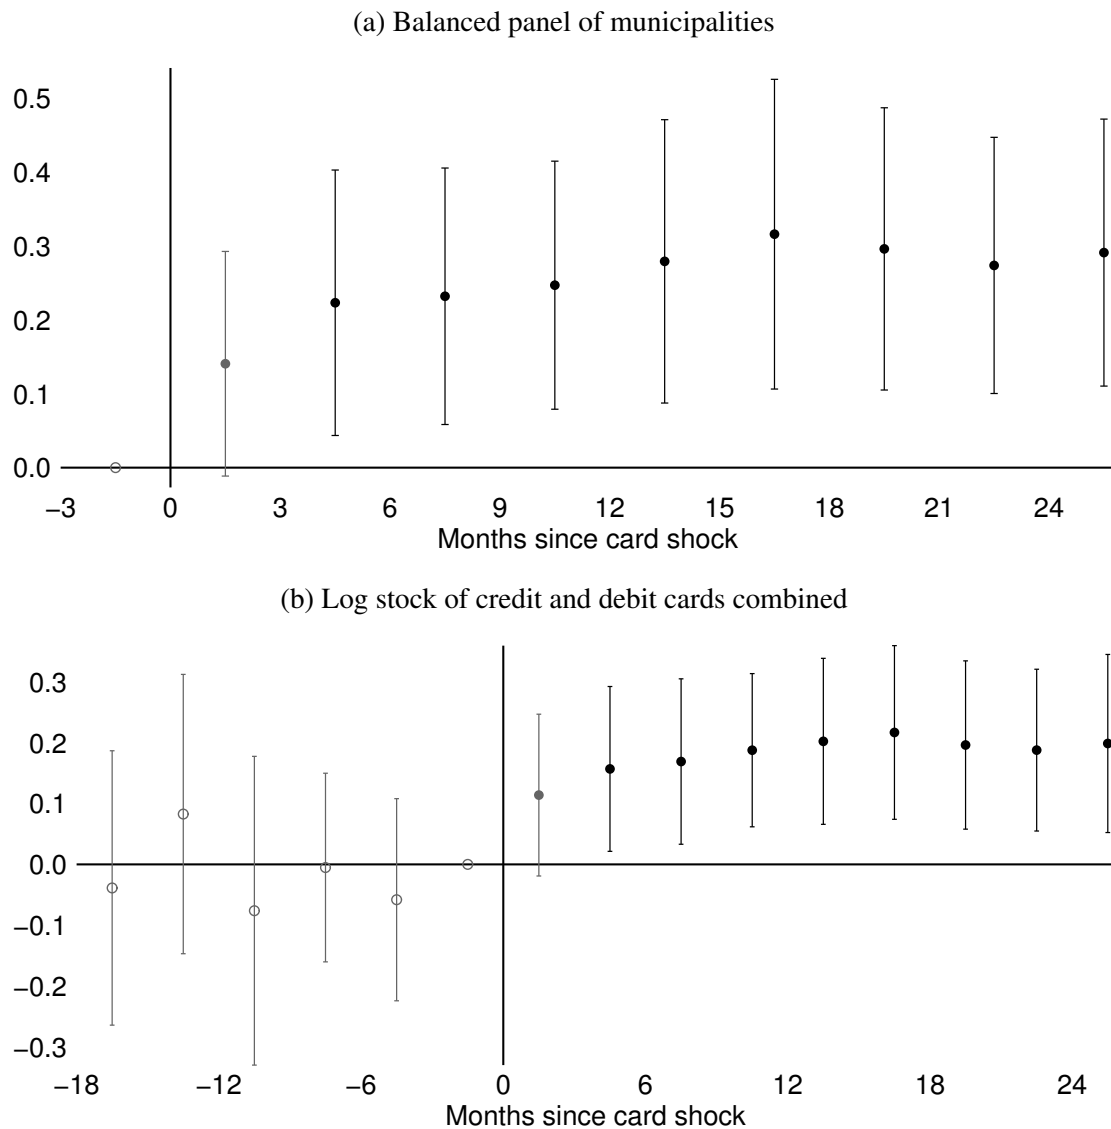 (a) Balanced panel of municipalities
0.5
0.4
0.3
0.2
0.1
0.0
−3 0 3 6 9 12 15 18 21 24
Months since card shock
(b) Log stock of credit and debit cards combined
0.3
0.2
0.1
0.0
−0.1
−0.2
−0.3
−18 −12 −6 0 6 12 18 24
Months since card shock